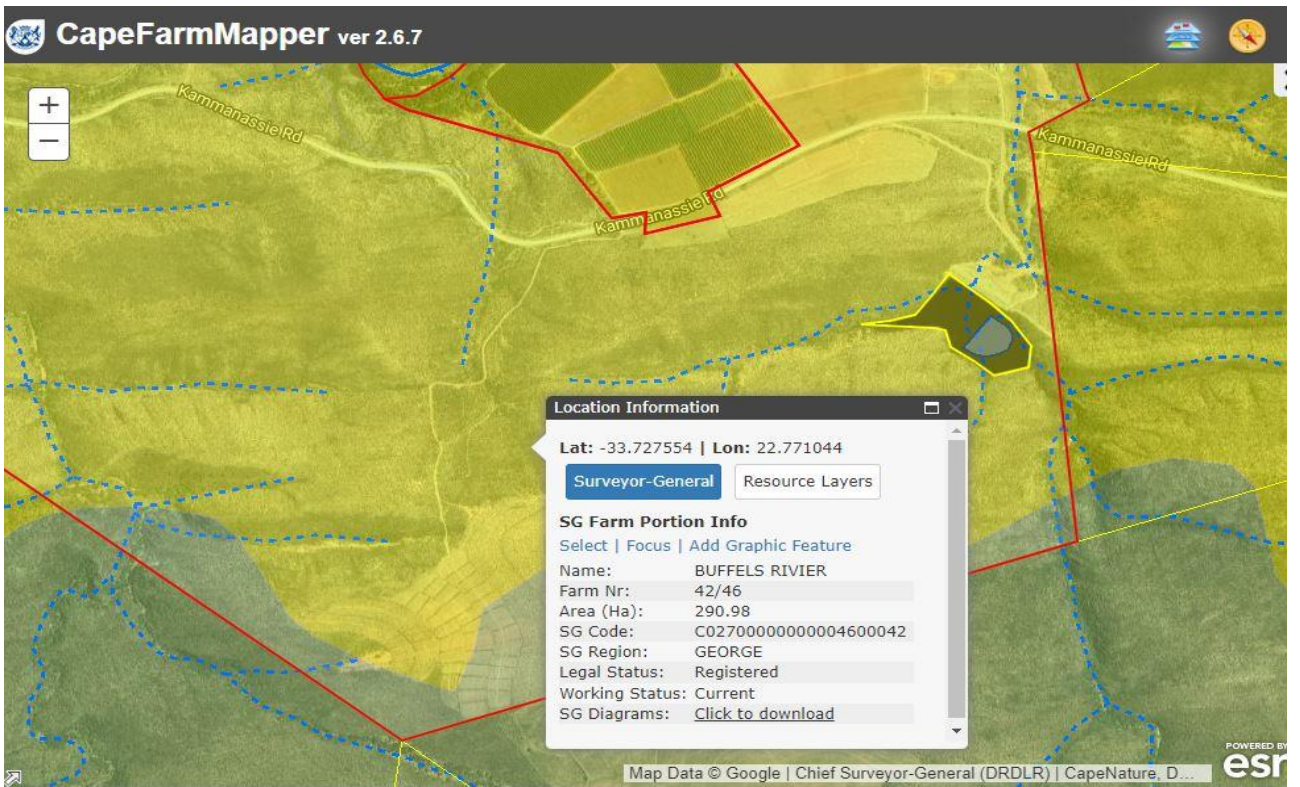 CapeFarmMapper ver 2.6.7
+
−
Kammanassie Rd
Kammanassie Rd
Kammanassie Rd
Location Information
Lat: -33.727554 | Lon: 22.771044
Surveyor-General Resource Layers
SG Farm Portion Info
Select | Focus | Add Graphic Feature
Name: BUFFELS RIVIER
Farm Nr: 42/46
Area (Ha): 290.98
SG Code: C02700000000004600042
SG Region: GEORGE
Legal Status: Registered
Working Status: Current
SG Diagrams: Click to download
POWERED BY
esr
Map Data © Google | Chief Surveyor-General (DRDLR) | CapeNature, D...